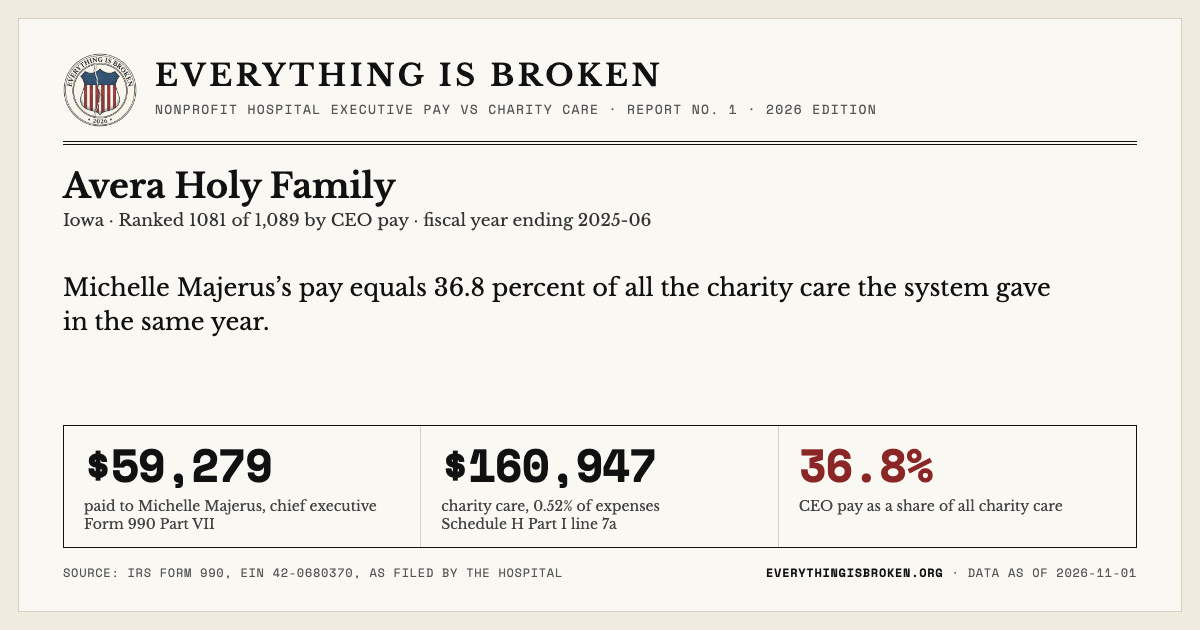 EVERYTHING IS BROKEN
• 2026 •
EVERYTHING IS BROKEN
NONPROFIT HOSPITAL EXECUTIVE PAY VS CHARITY CARE · REPORT NO. 1 · 2026 EDITION
Avera Holy Family
Iowa · Ranked 1081 of 1,089 by CEO pay · fiscal year ending 2025-06
Michelle Majerus’s pay equals 36.8 percent of all the charity care the system gave
in the same year.
$59,279
paid to Michelle Majerus, chief executive
Form 990 Part VII
$160,947
charity care, 0.52% of expenses
Schedule H Part I line 7a
36.8%
CEO pay as a share of all charity care
SOURCE: IRS FORM 990, EIN 42-0680370, AS FILED BY THE HOSPITAL
EVERYTHINGISBROKEN.ORG · DATA AS OF 2026-11-01